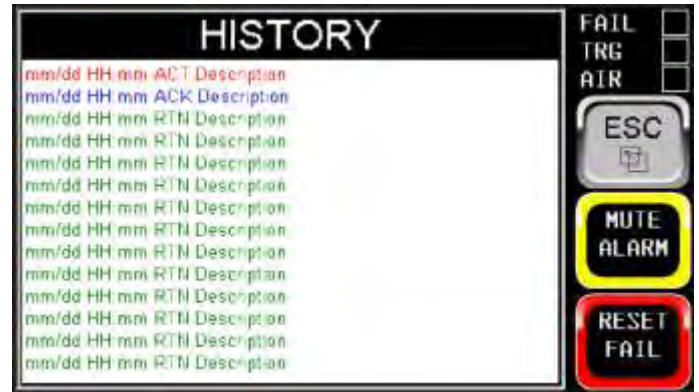 HISTORY
mm/dd HH mm ACT Description
mm/dd HH mm ACK Description
mm/dd HH mm RTN Description
mm/dd HH mm RTN Description
mm/dd HH mm RTN Description
mm/dd HH mm RTN Description
mm/dd HH mm RTN Description
mm/dd HH mm RTN Description
mm/dd HH mm RTN Description
mm/dd HH mm RTN Description
mm/dd HH mm RTN Description
mm/dd HH mm RTN Description
mm/dd HH mm RTN Description
mm/dd HH mm RTN Description
FAIL
TRG
AIR
ESC
MUTE
ALARM
RESET
FAIL